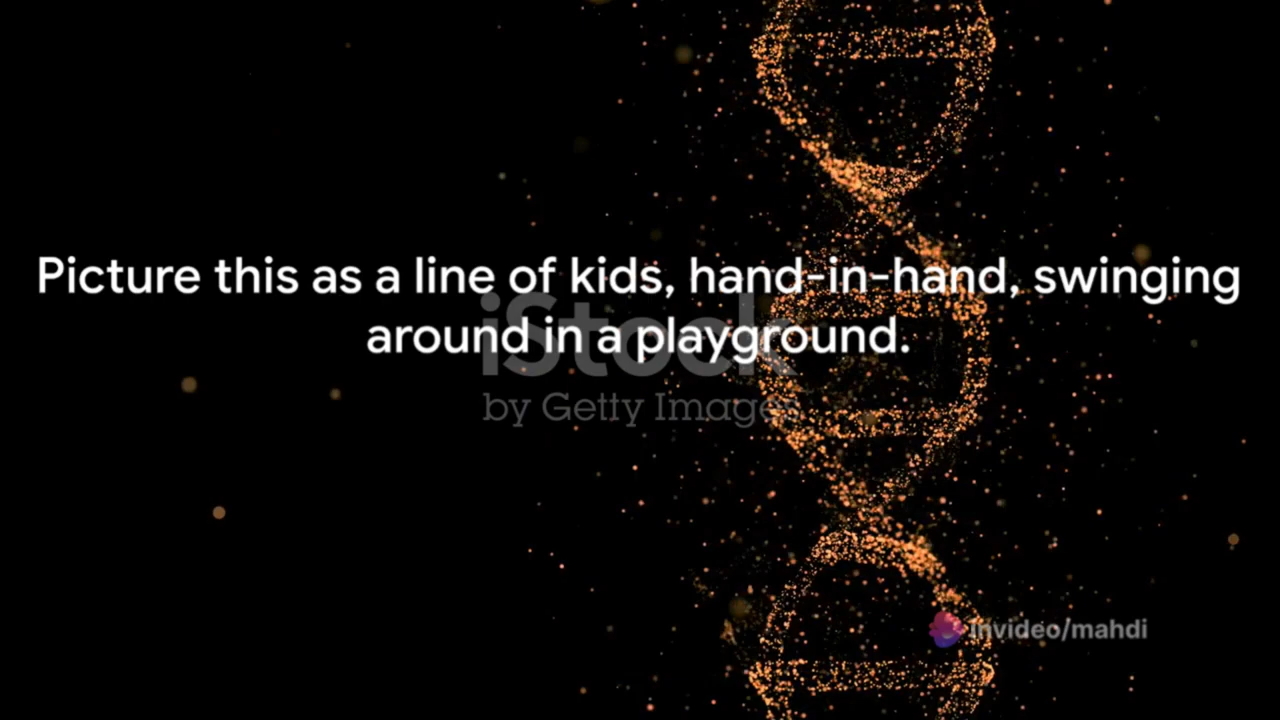 Picture this as a line of kids, hand-in-hand, swinging
around in a playground.
iStock
by Getty Images
invideo/mahdi